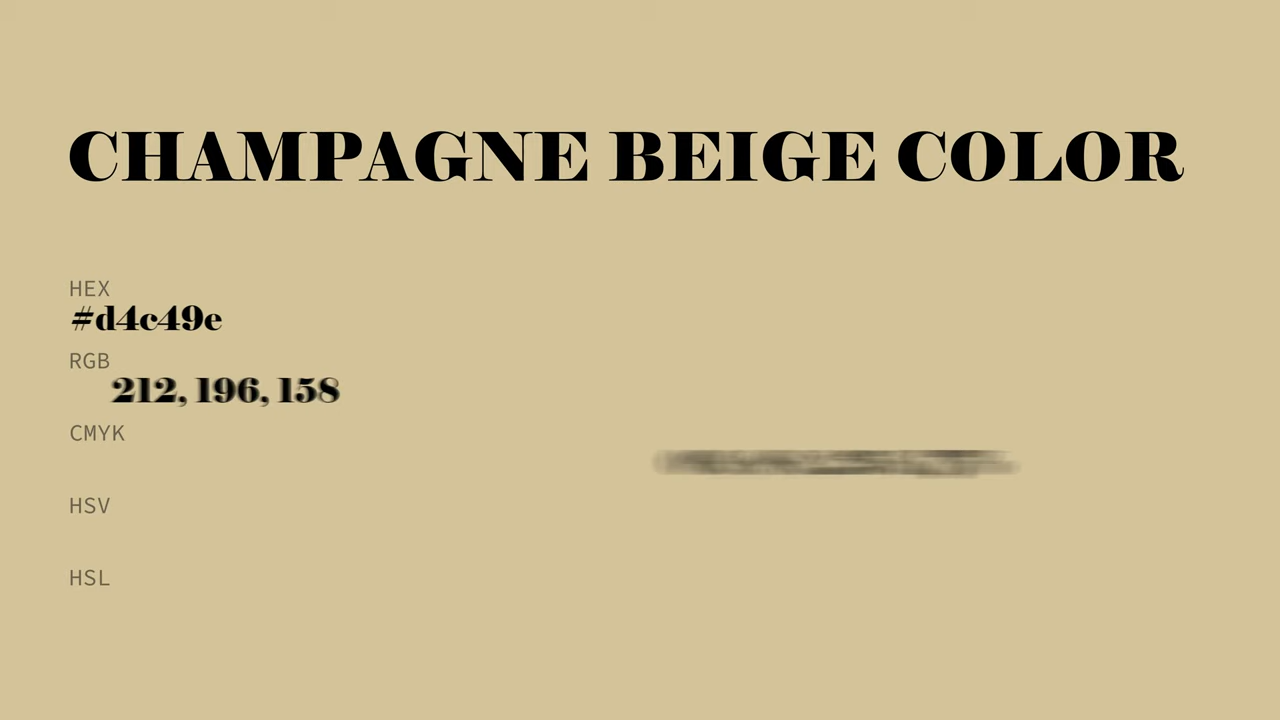 CHAMPAGNE BEIGE COLOR
HEX
#d4c49e
RGB
212, 196, 158
CMYK
HSV
HSL